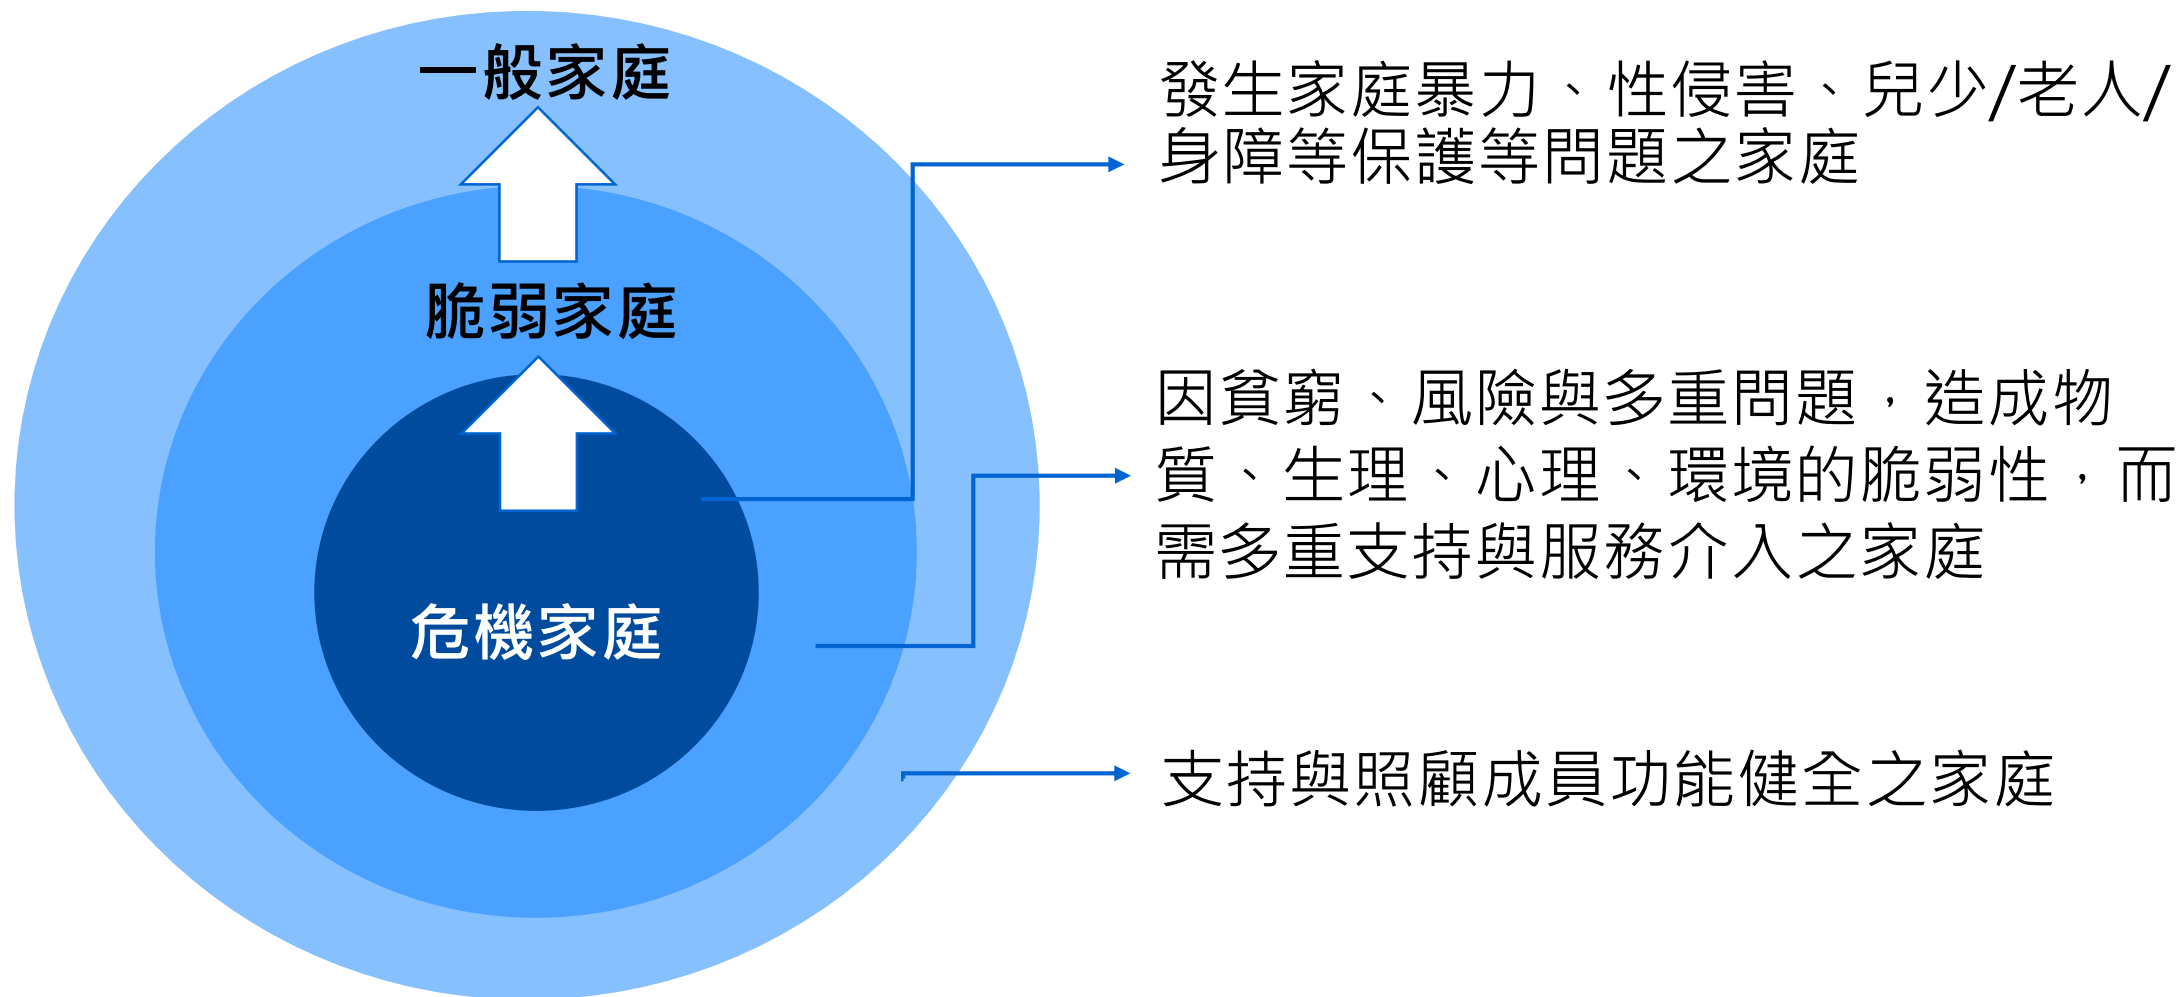 一般家庭
脆弱家庭
危機家庭
發生家庭暴力、性侵害、兒少/老人/
身障等保護等問題之家庭
因貧窮、風險與多重問題，造成物
質、生理、心理、環境的脆弱性，而
需多重支持與服務介入之家庭
支持與照顧成員功能健全之家庭